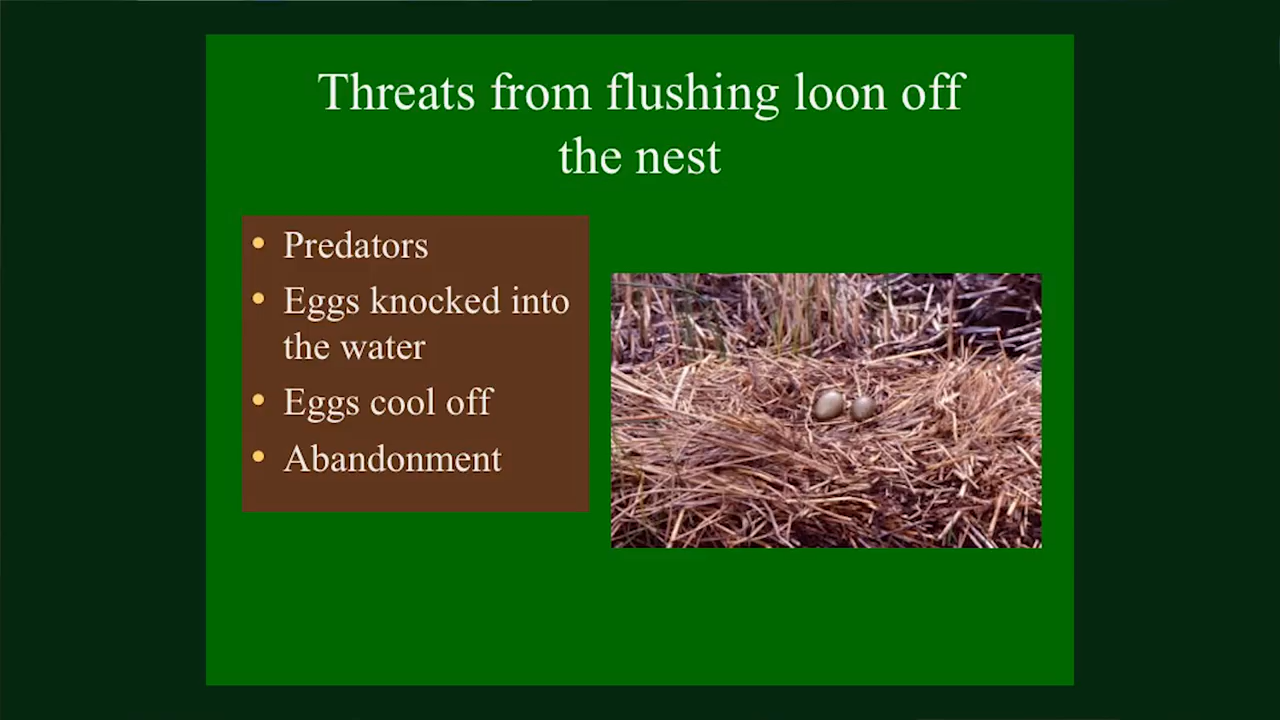 Threats from flushing loon off
the nest
• Predators
• Eggs knocked into
the water
• Eggs cool off
• Abandonment